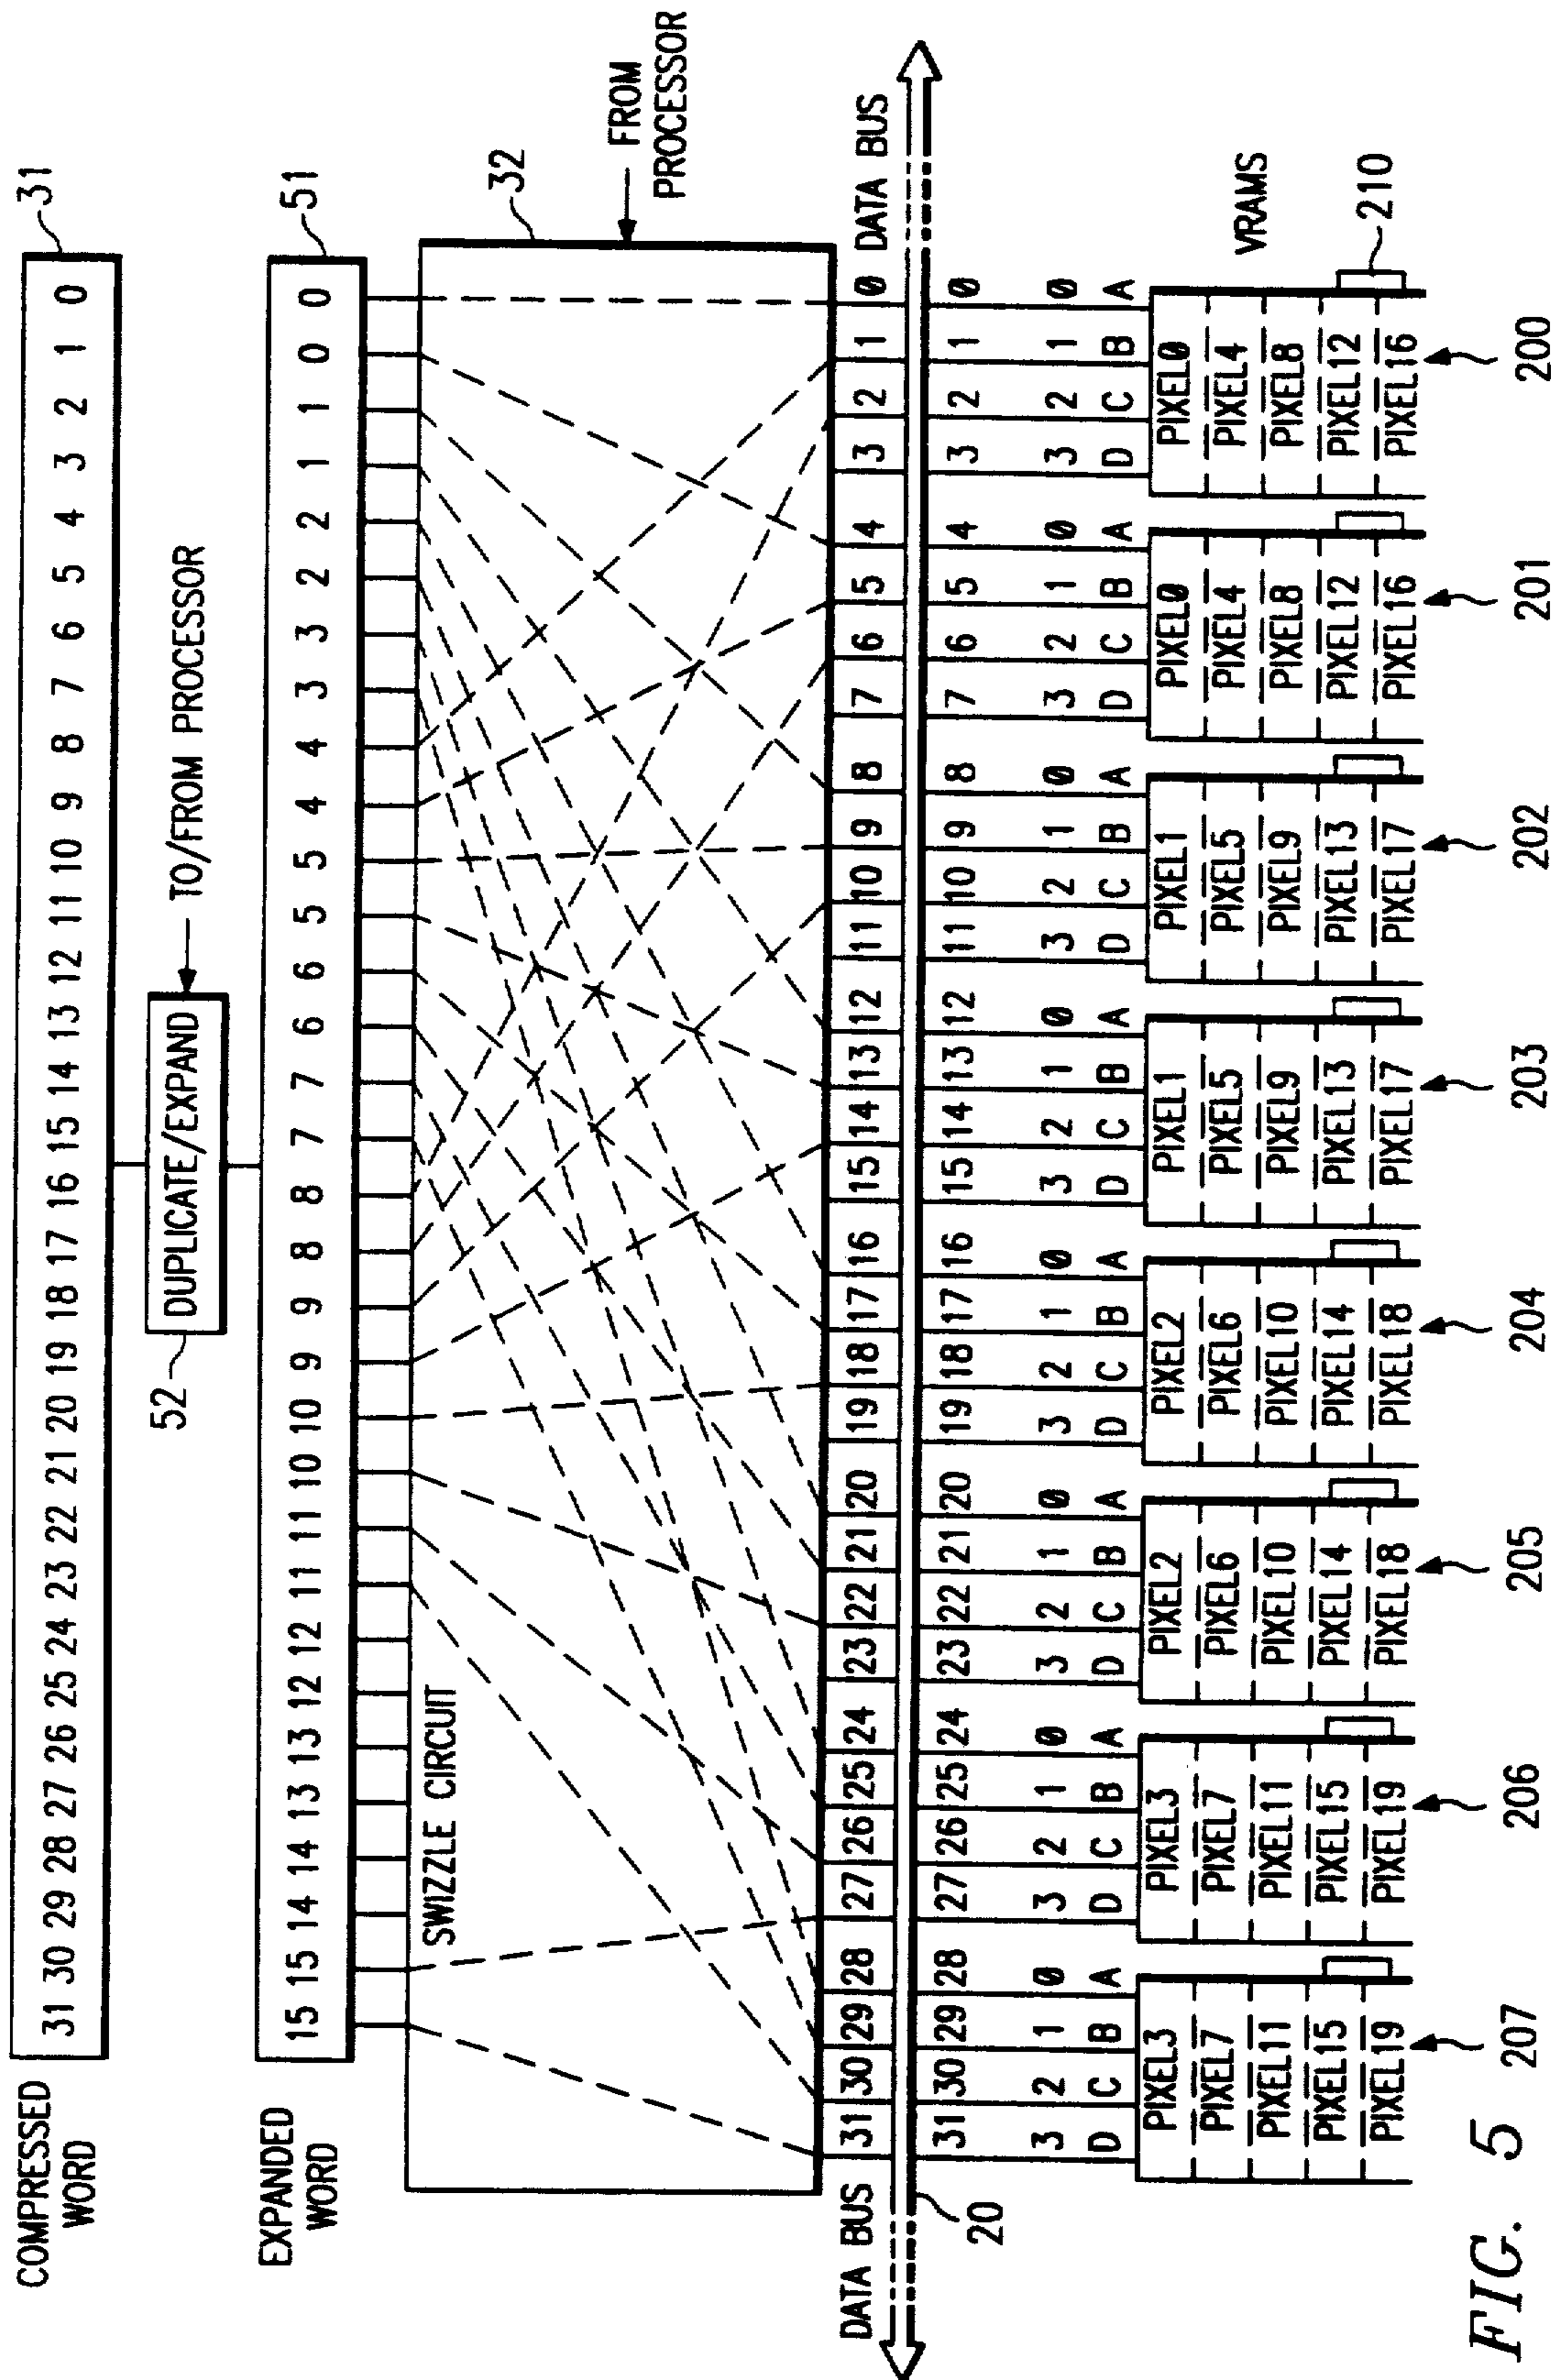 COMPRESSED WORD
31 30 29 28 27 26 25 24 23 22 21 20 19 18 17 16 15 14 13 12 11 10 9 8 7 6 5 4 3 2 1 0
31
52
DUPLICATE/EXPAND
TO/FROM PROCESSOR
EXPANDED WORD
15 15 14 14 13 13 12 12 11 11 10 10 9 9 8 8 7 7 6 6 5 5 4 4 3 3 2 2 1 1 0 0
51
SWIZZLE CIRCUIT
32
FROM PROCESSOR
DATA BUS
31 30 29 28 27 26 25 24 23 22 21 20 19 18 17 16 15 14 13 12 11 10 9 8 7 6 5 4 3 2 1 0
DATA BUS
20
31 30 29 28 27 26 25 24 23 22 21 20 19 18 17 16 15 14 13 12 11 10 9 8 7 6 5 4 3 2 1 0
3 2 1 0 3 2 1 0 3 2 1 0 3 2 1 0 3 2 1 0 3 2 1 0 3 2 1 0 3 2 1 0
D C B A D C B A D C B A D C B A D C B A D C B A D C B A D C B A
VRAMS
PIXEL3 PIXEL3 PIXEL2 PIXEL2 PIXEL1 PIXEL1 PIXEL0 PIXEL0
PIXEL7 PIXEL7 PIXEL6 PIXEL6 PIXEL5 PIXEL5 PIXEL4 PIXEL4
PIXEL11 PIXEL11 PIXEL10 PIXEL10 PIXEL9 PIXEL9 PIXEL8 PIXEL8
PIXEL15 PIXEL15 PIXEL14 PIXEL14 PIXEL13 PIXEL13 PIXEL12 PIXEL12
PIXEL19 PIXEL19 PIXEL18 PIXEL18 PIXEL17 PIXEL17 PIXEL16 PIXEL16
210
207 206 205 204 203 202 201 200
FIG. 5